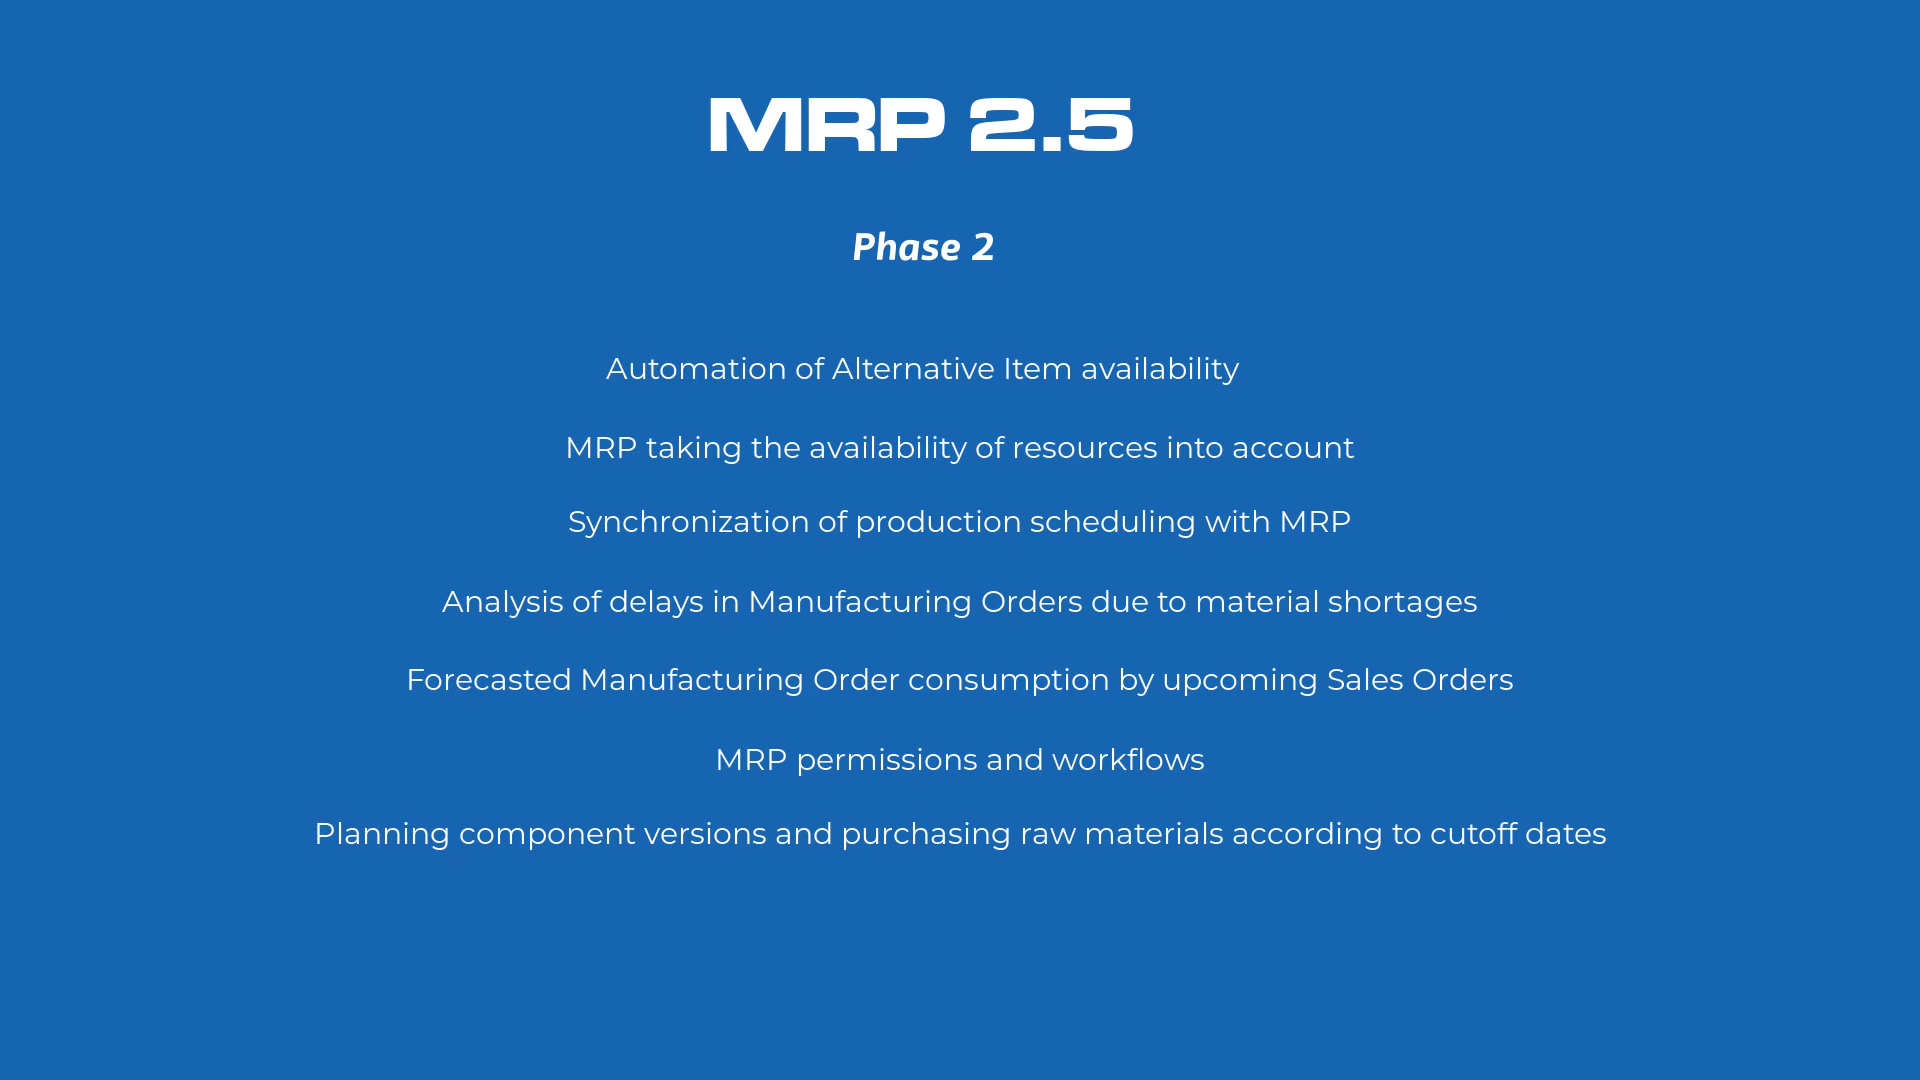 MRP 2.5
Phase 2
Automation of Alternative Item availability
MRP taking the availability of resources into account
Synchronization of production scheduling with MRP
Analysis of delays in Manufacturing Orders due to material shortages
Forecasted Manufacturing Order consumption by upcoming Sales Orders
MRP permissions and workflows
Planning component versions and purchasing raw materials according to cutoff dates